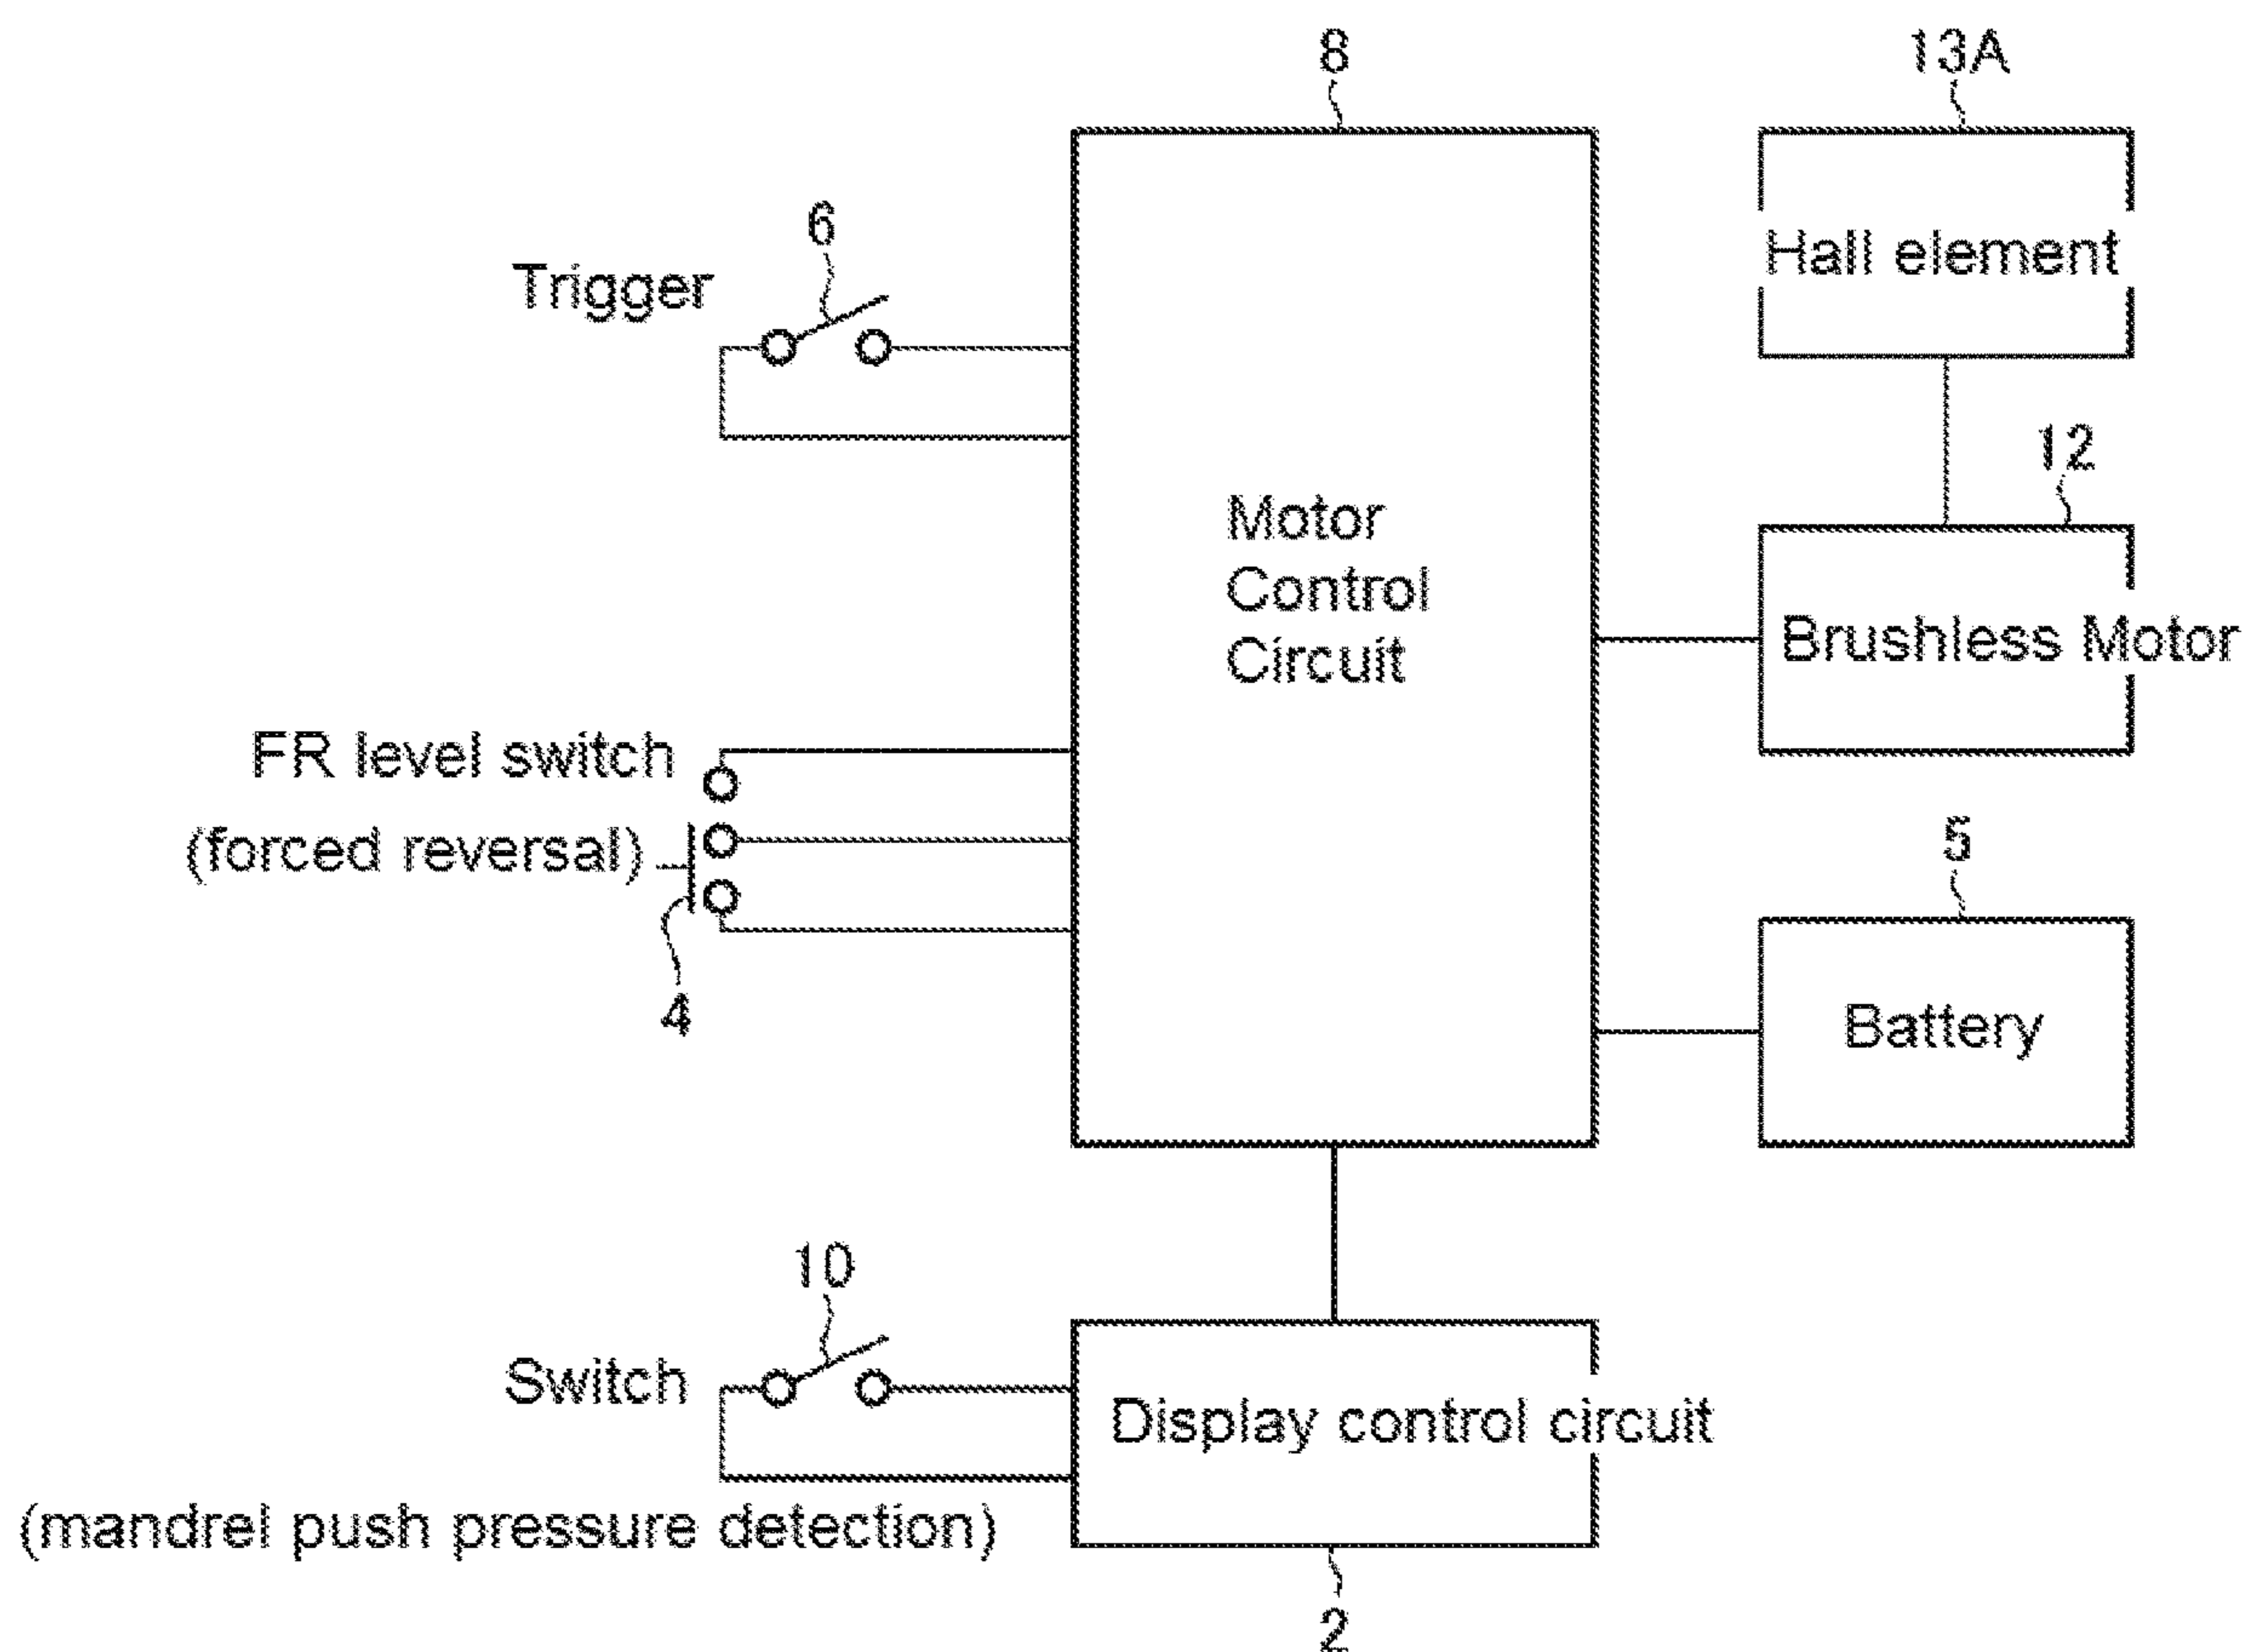 8
13A
6
Trigger
Hall element
12
Motor
Control
Circuit
Brushless Motor
FR level switch
(forced reversal)
4
5
Battery
10
Switch
Display control circuit
(mandrel push pressure detection)
2